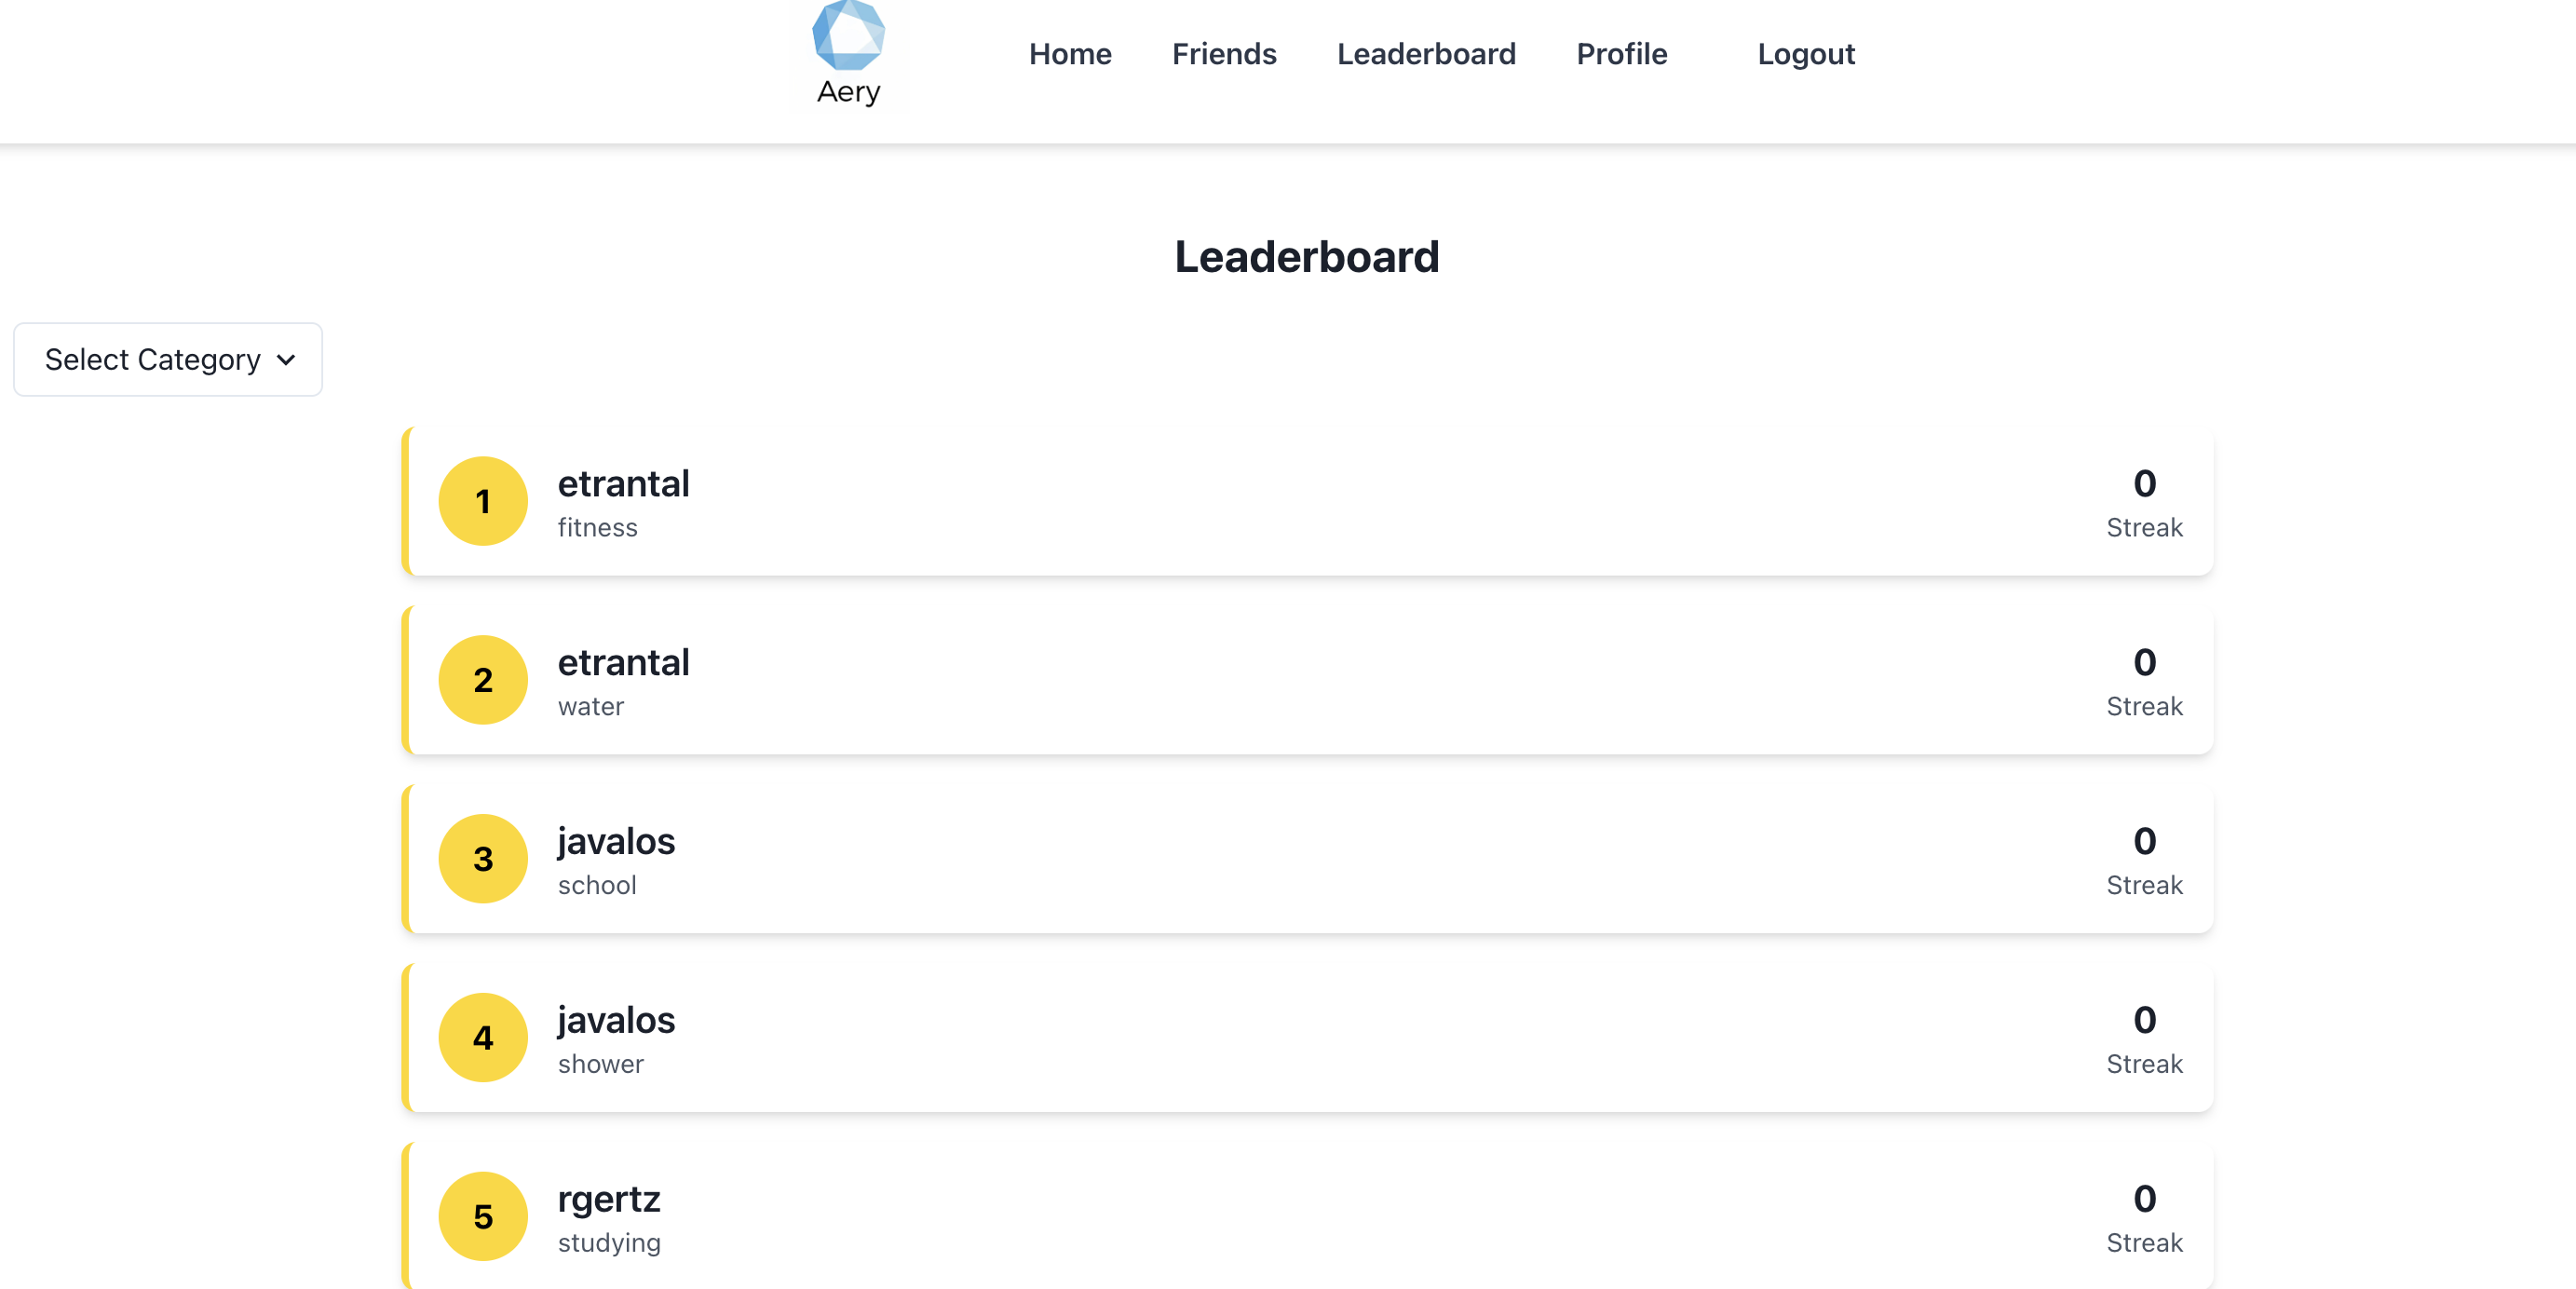 Aery
Home Friends Leaderboard Profile Logout
Leaderboard
Select Category
1 etrantal 0
fitness Streak
2 etrantal 0
water Streak
3 javalos 0
school Streak
4 javalos 0
shower Streak
5 rgertz 0
studying Streak